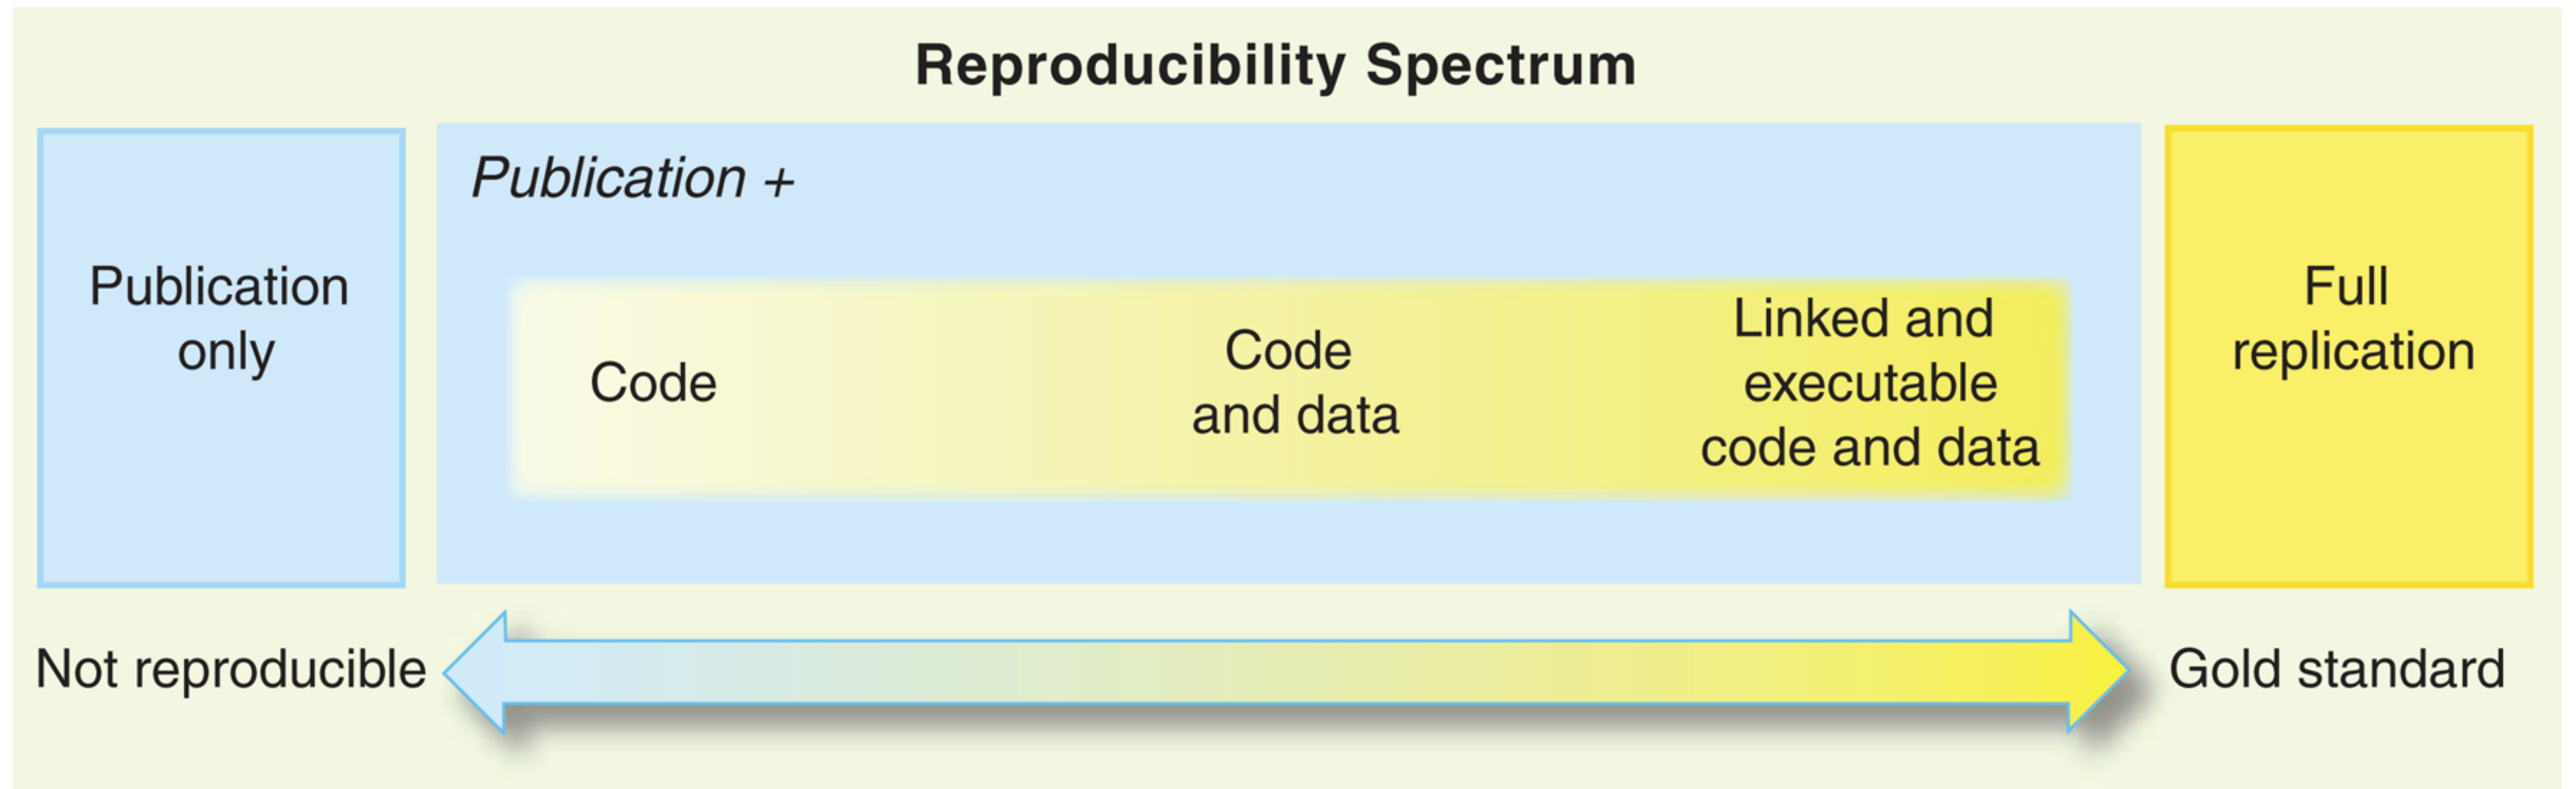 Reproducibility Spectrum
Publication
only
Publication +
Code
Code
and data
Linked and
executable
code and data
Full
replication
Not reproducible
Gold standard